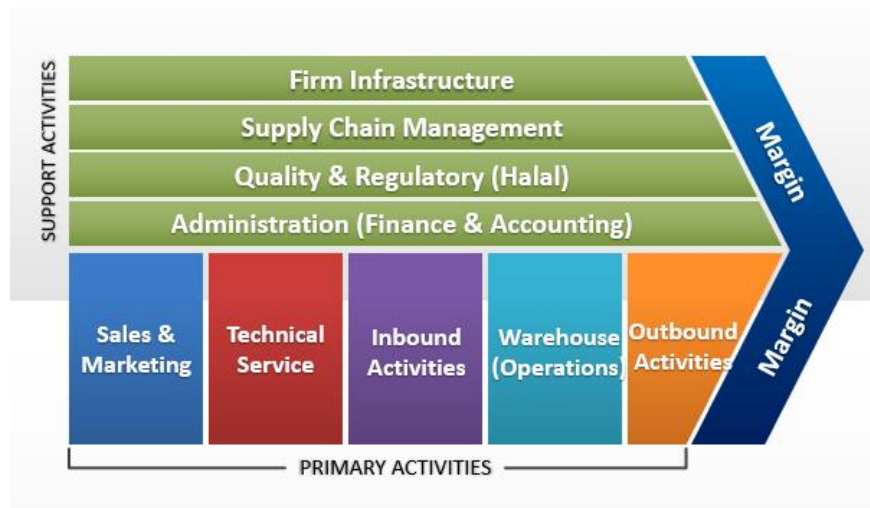 SUPPORT ACTIVITIES
Firm Infrastructure
Supply Chain Management
Quality & Regulatory (Halal)
Administration (Finance & Accounting)
Margin
Sales &
Marketing
Technical
Service
Inbound
Activities
Warehouse
(Operations)
Outbound
Activities
Margin
PRIMARY ACTIVITIES